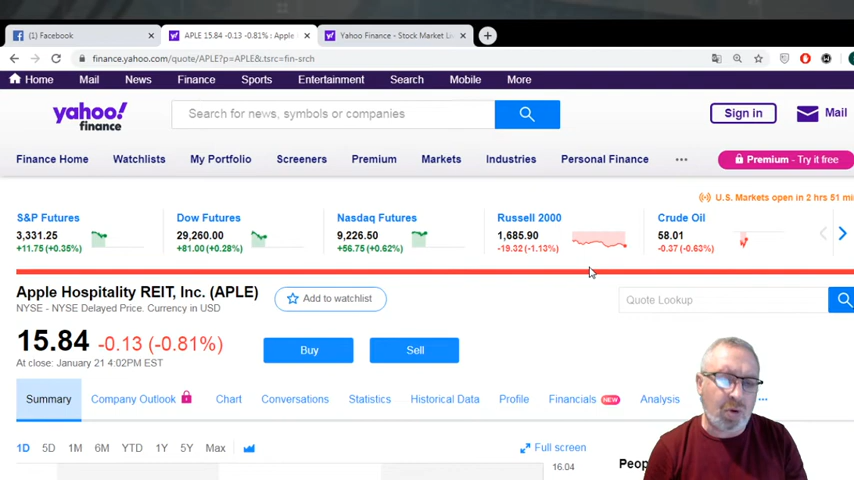 (1) Facebook
APLE 15.84 -0.13 -0.81% : Apple
Yahoo Finance - Stock Market Li
finance.yahoo.com/quote/APLE?p=APLE&.tsrc=fin-srch
Home Mail News Finance Sports Entertainment Search Mobile More
yahoo!
finance
Search for news, symbols or companies
Sign in
Mail
Finance Home Watchlists My Portfolio Screeners Premium Markets Industries Personal Finance ...
Premium - Try it free
U.S. Markets open in 2 hrs 51 mi
S&P Futures
3,331.25
+11.75 (+0.35%)
Dow Futures
29,260.00
+81.00 (+0.28%)
Nasdaq Futures
9,226.50
+56.75 (+0.62%)
Russell 2000
1,685.90
-19.32 (-1.13%)
Crude Oil
58.01
-0.37 (-0.63%)
Apple Hospitality REIT, Inc. (APLE)
NYSE - NYSE Delayed Price. Currency in USD
Add to watchlist
Quote Lookup
15.84 -0.13 (-0.81%)
At close: January 21 4:02PM EST
Buy
Sell
Summary Company Outlook Chart Conversations Statistics Historical Data Profile Financials NEW Analysis ...
1D 5D 1M 6M YTD 1Y 5Y Max
Full screen
16.04
Peop